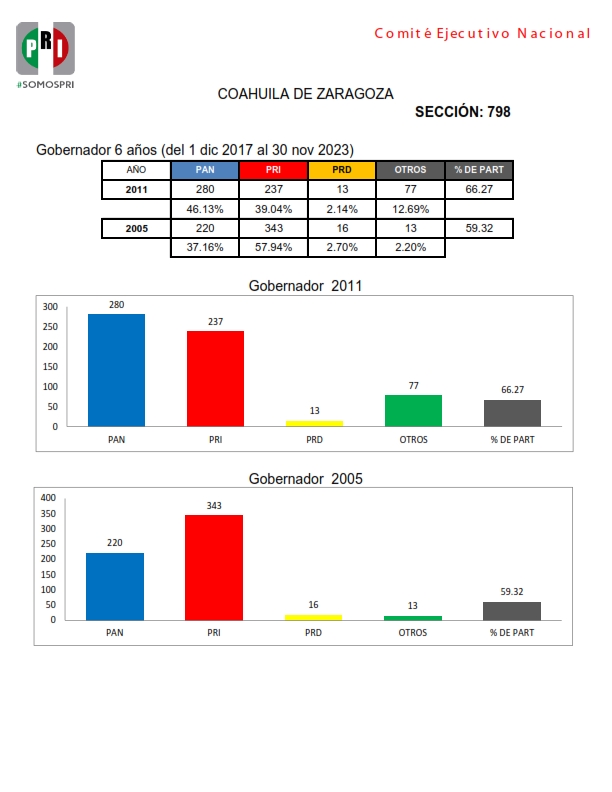 Comité Ejecutivo Nacional
PRI
#SOMOSPRI
COAHUILA DE ZARAGOZA
SECCIÓN: 798
Gobernador 6 años (del 1 dic 2017 al 30 nov 2023)
AÑO PAN PRI PRD OTROS % DE PART
2011 280 237 13 77 66.27
46.13% 39.04% 2.14% 12.69%
2005 220 343 16 13 59.32
37.16% 57.94% 2.70% 2.20%
Gobernador 2011
300
250
200
150
100
50
0
280
237
13
77
66.27
PAN PRI PRD OTROS % DE PART
Gobernador 2005
400
350
300
250
200
150
100
50
0
220
343
16
13
59.32
PAN PRI PRD OTROS % DE PART